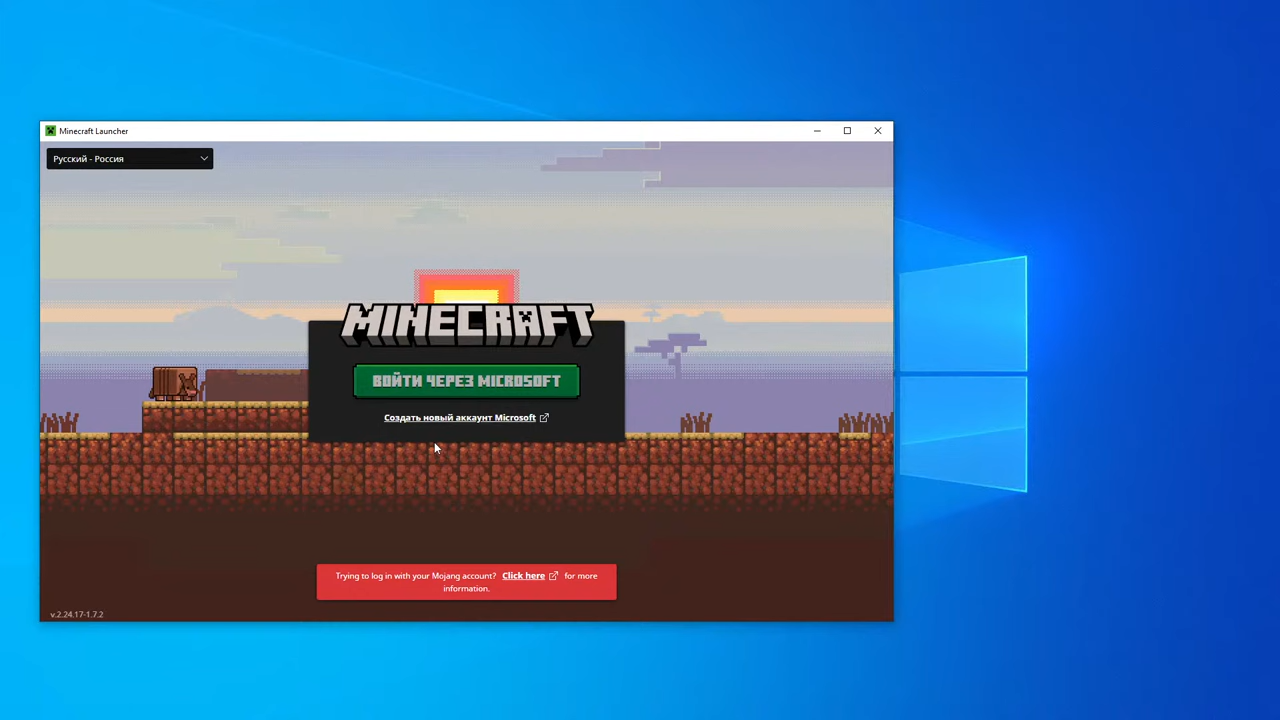 Minecraft Launcher
Русский - Россия
MINECRAFT
ВОЙТИ ЧЕРЕЗ MICROSOFT
Создать новый аккаунт Microsoft
Trying to log in with your Mojang account? Click here for more
information.
v.2.24.17-1.7.2